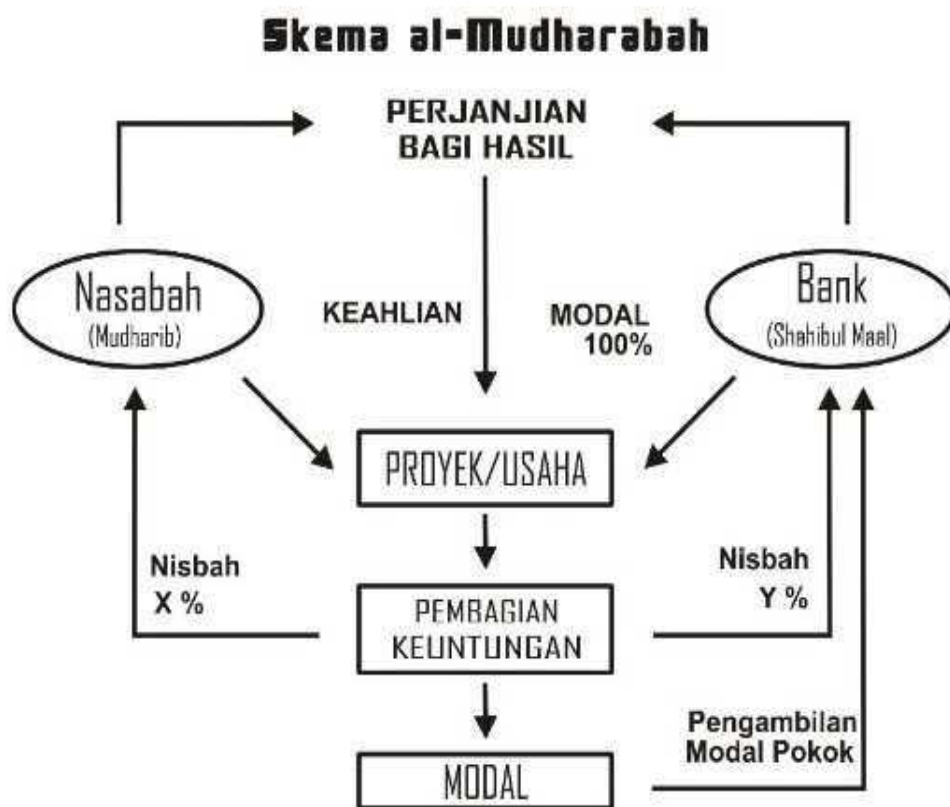 Skema al-Mudharabah
PERJANJIAN
BAGI HASIL
Nasabah
(Mudharib)
KEAHLIAN
MODAL
100%
Bank
(Shahibul Maal)
PROYEK/USAHA
Nisbah
X %
PEMBAGIAN
KEUNTUNGAN
Nisbah
Y %
Pengambilan
Modal Pokok
MODAL